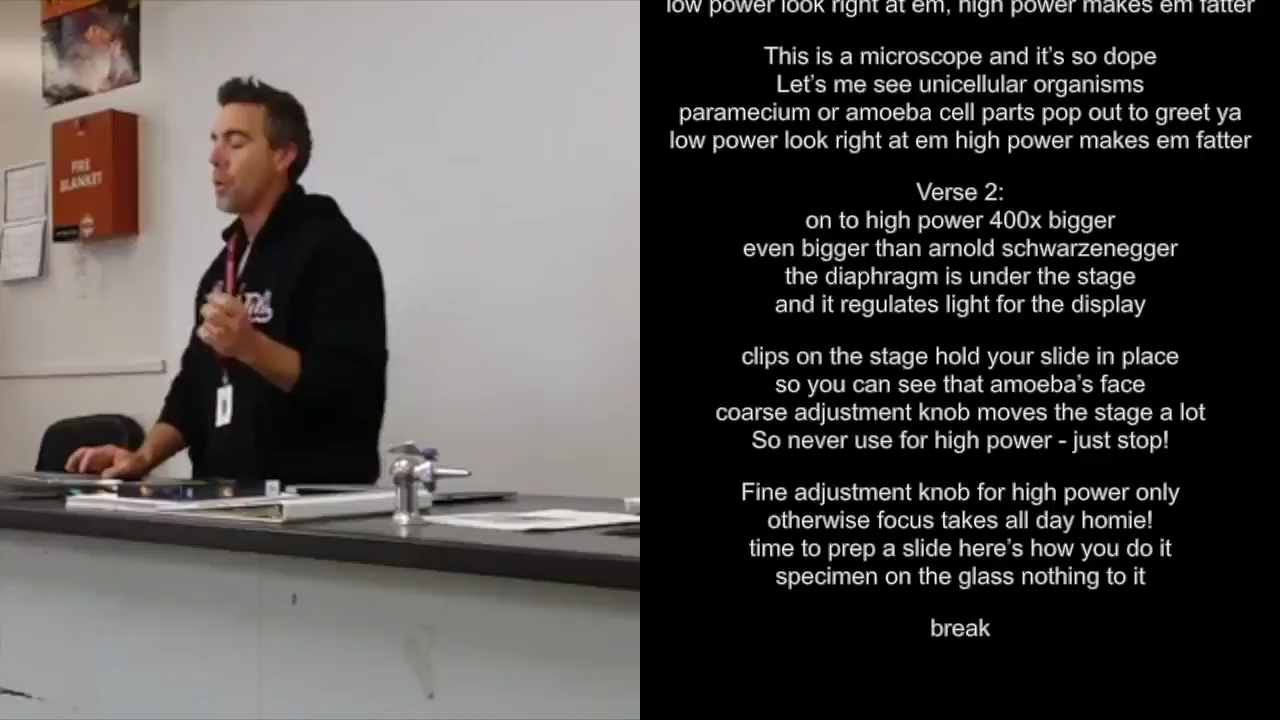 FIRE
BLANKET
low power look right at em, high power makes em fatter
This is a microscope and it's so dope
Let's me see unicellular organisms
paramecium or amoeba cell parts pop out to greet ya
low power look right at em high power makes em fatter
Verse 2:
on to high power 400x bigger
even bigger than arnold schwarzenegger
the diaphragm is under the stage
and it regulates light for the display
clips on the stage hold your slide in place
so you can see that amoeba's face
coarse adjustment knob moves the stage a lot
So never use for high power - just stop!
Fine adjustment knob for high power only
otherwise focus takes all day homie!
time to prep a slide here's how you do it
specimen on the glass nothing to it
break